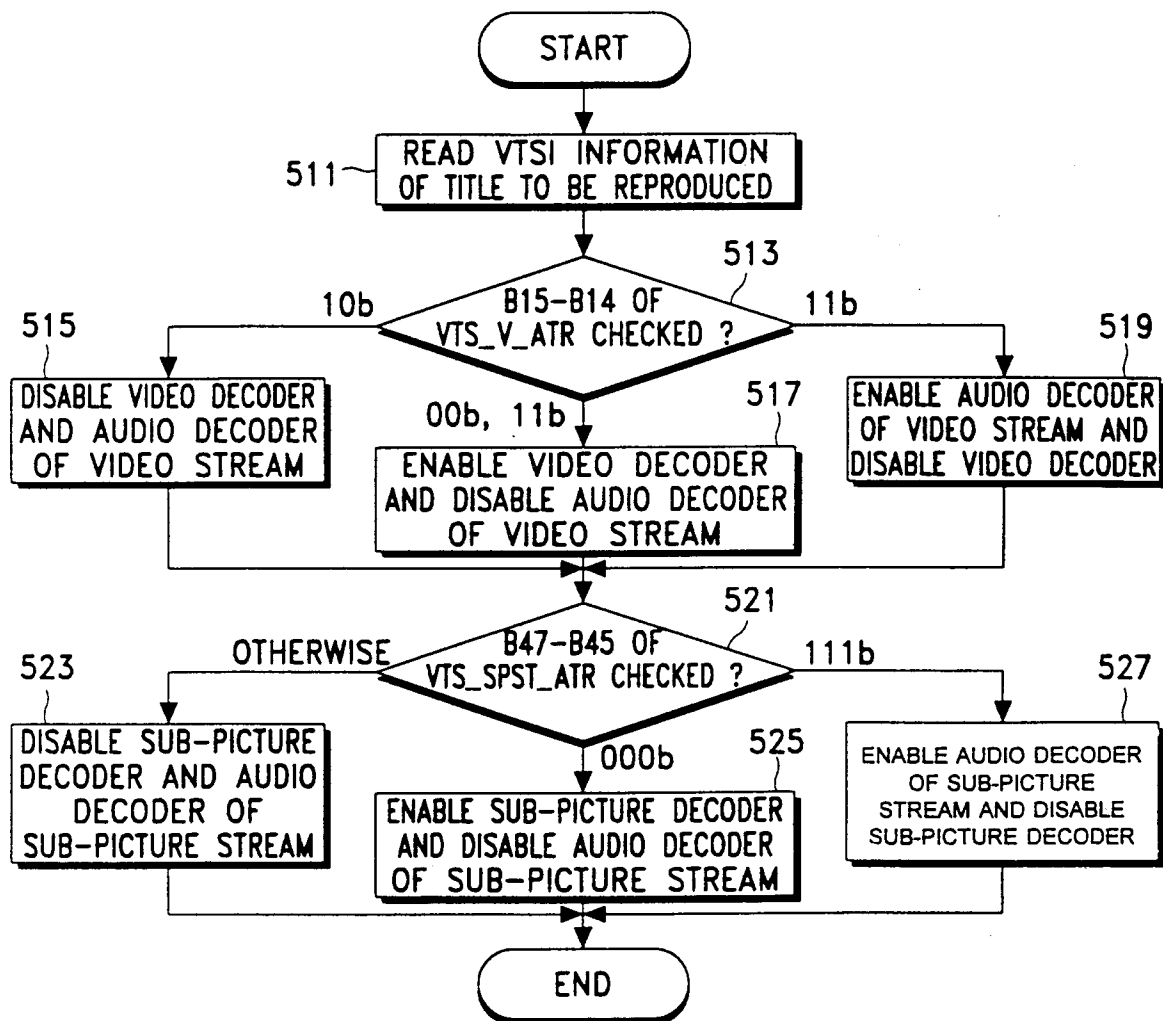 START
511
READ VTSI INFORMATION
OF TITLE TO BE REPRODUCED
513
B15-B14 OF
VTS_V_ATR CHECKED ?
10b
11b
515
DISABLE VIDEO DECODER
AND AUDIO DECODER
OF VIDEO STREAM
00b, 11b
517
ENABLE VIDEO DECODER
AND DISABLE AUDIO DECODER
OF VIDEO STREAM
519
ENABLE AUDIO DECODER
OF VIDEO STREAM AND
DISABLE VIDEO DECODER
521
B47-B45 OF
VTS_SPST_ATR CHECKED ?
OTHERWISE
111b
523
DISABLE SUB-PICTURE
DECODER AND AUDIO
DECODER OF
SUB-PICTURE STREAM
000b
525
ENABLE SUB-PICTURE DECODER
AND DISABLE AUDIO DECODER
OF SUB-PICTURE STREAM
527
ENABLE AUDIO DECODER
OF SUB-PICTURE
STREAM AND DISABLE
SUB-PICTURE DECODER
END